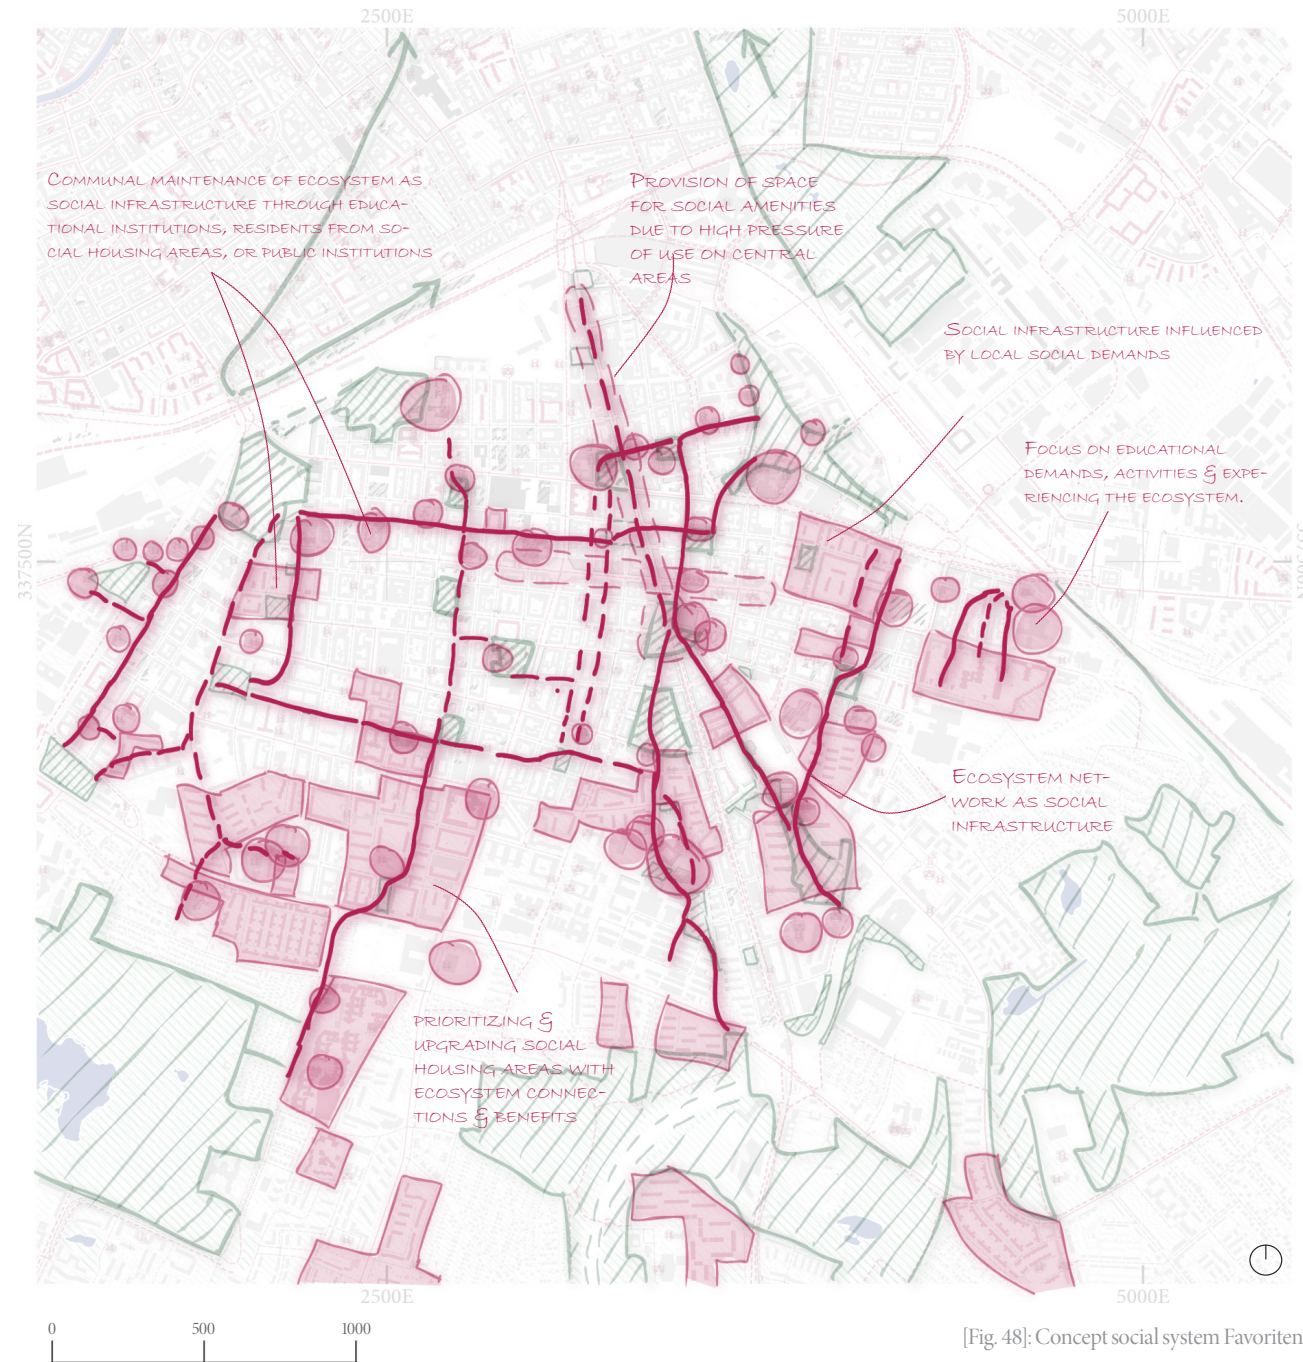 2500E
5000E
Communal maintenance of ecosystem as
social infrastructure through educa-
tional institutions, residents from so-
cial housing areas, or public institutions
Provision of space
for social amenities
due to high pressure
of use on central
areas
Social infrastructure influenced
by local social demands
Focus on educational
demands, activities & expe-
riencing the ecosystem.
337500N
Ecosystem net-
work as social
infrastructure
prioritizing &
upgrading social
housing areas with
ecosystem connec-
tions & benefits
2500E
5000E
0 500 1000
[Fig. 48]: Concept social system Favoriten